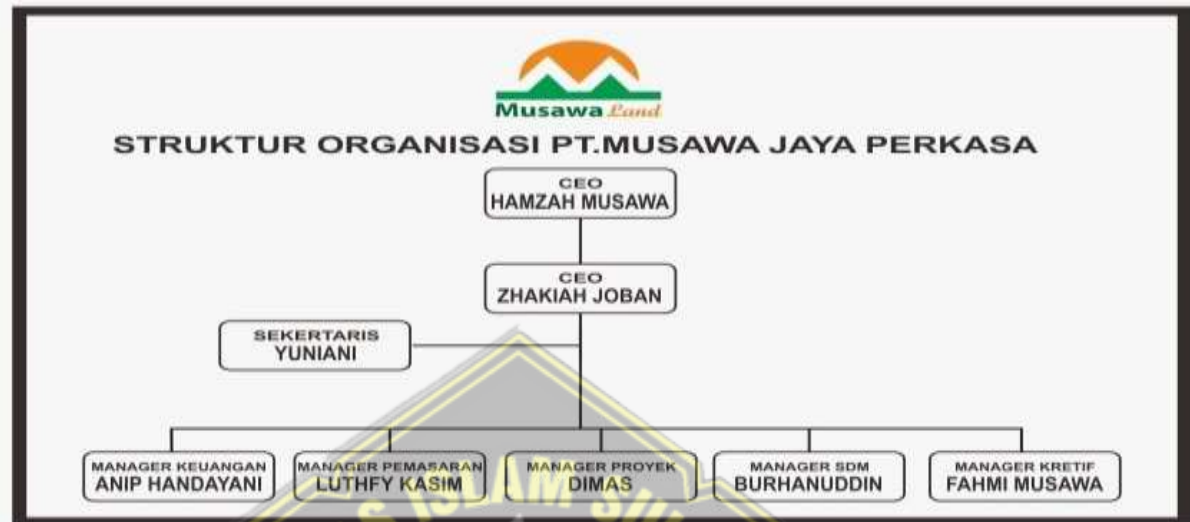 Musawa Land
STRUKTUR ORGANISASI PT.MUSAWA JAYA PERKASA
CEO
HAMZAH MUSAWA
CEO
ZHAKIAH JOBAN
SEKERTARIS
YUNIANI
MANAGER KEUANGAN
ANIP HANDAYANI
MANAGER PEMASARAN
LUTHFY KASIM
MANAGER PROYEK
DIMAS
MANAGER SDM
BURHANUDDIN
MANAGER KRETIF
FAHMI MUSAWA
ISLAM